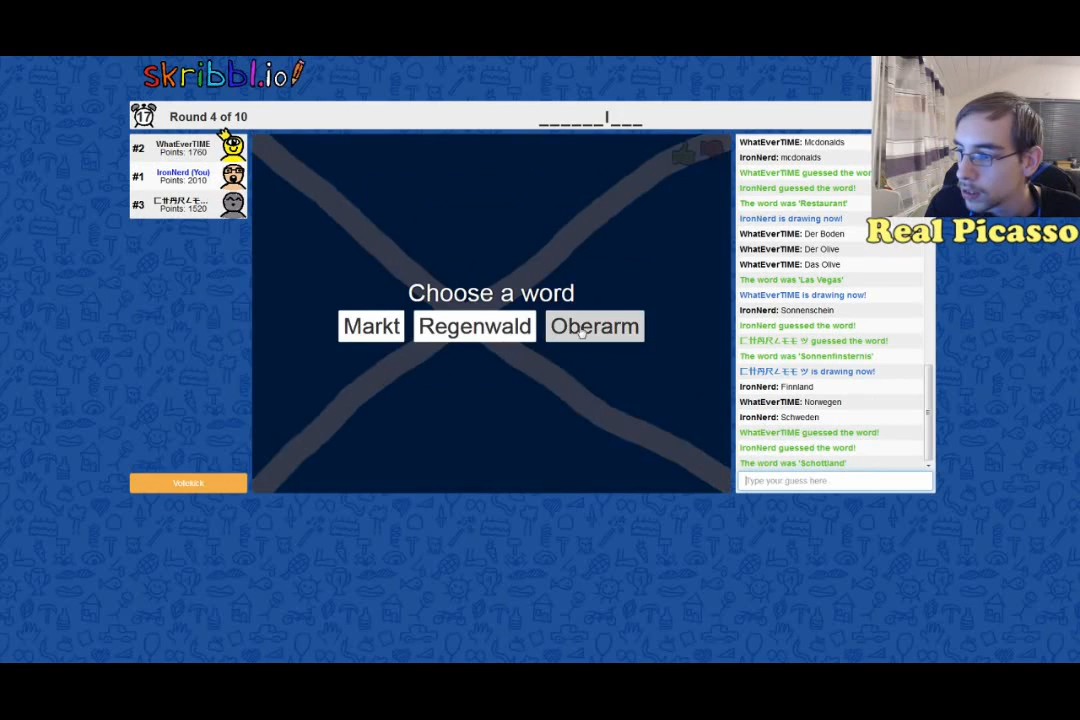 skribbl.io
17
Round 4 of 10
______l___
#2
WhatEverTIME
Points: 1760
#1
IronNerd (You)
Points: 2010
#3
Points: 1520
Votekick
Choose a word
Markt
Regenwald
Oberarm
WhatEverTIME: Mcdonalds
IronNerd: mcdonalds
WhatEverTIME guessed the wor
IronNerd guessed the word!
The word was 'Restaurant'
IronNerd is drawing now!
WhatEverTIME: Der Boden
WhatEverTIME: Der Olive
WhatEverTIME: Das Olive
The word was 'Las Vegas'
WhatEverTIME is drawing now!
IronNerd: Sonnenschein
IronNerd guessed the word!
guessed the word!
The word was 'Sonnenfinsternis'
is drawing now!
IronNerd: Finnland
WhatEverTIME: Norwegen
IronNerd: Schweden
WhatEverTIME guessed the word!
IronNerd guessed the word!
The word was 'Schottland'
Type your guess here...
Real Picasso